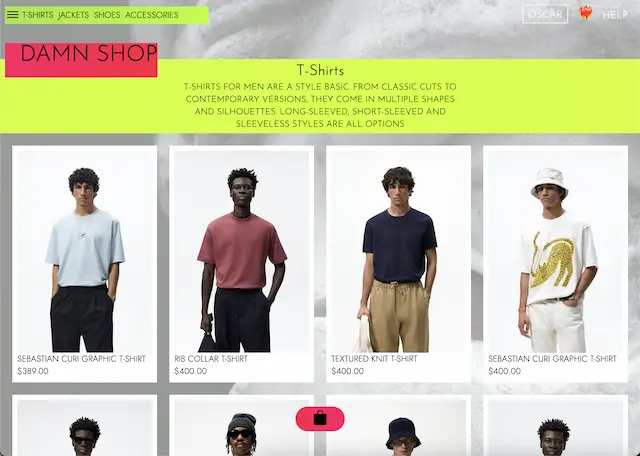 T-SHIRTS JACKETS SHOES ACCESSORIES
OSCAR
HELP
DAMN SHOP
T-Shirts
T-SHIRTS FOR MEN ARE A STYLE BASIC. FROM CLASSIC CUTS TO
CONTEMPORARY VERSIONS, THEY COME IN MULTIPLE SHAPES
AND SILHOUETTES. LONG-SLEEVED, SHORT-SLEEVED AND
SLEEVELESS STYLES ARE ALL OPTIONS
SEBASTIAN CURI GRAPHIC T-SHIRT
$389.00
RIB COLLAR T-SHIRT
$400.00
TEXTURED KNIT T-SHIRT
$400.00
SEBASTIAN CURI GRAPHIC T-SHIRT
$400.00